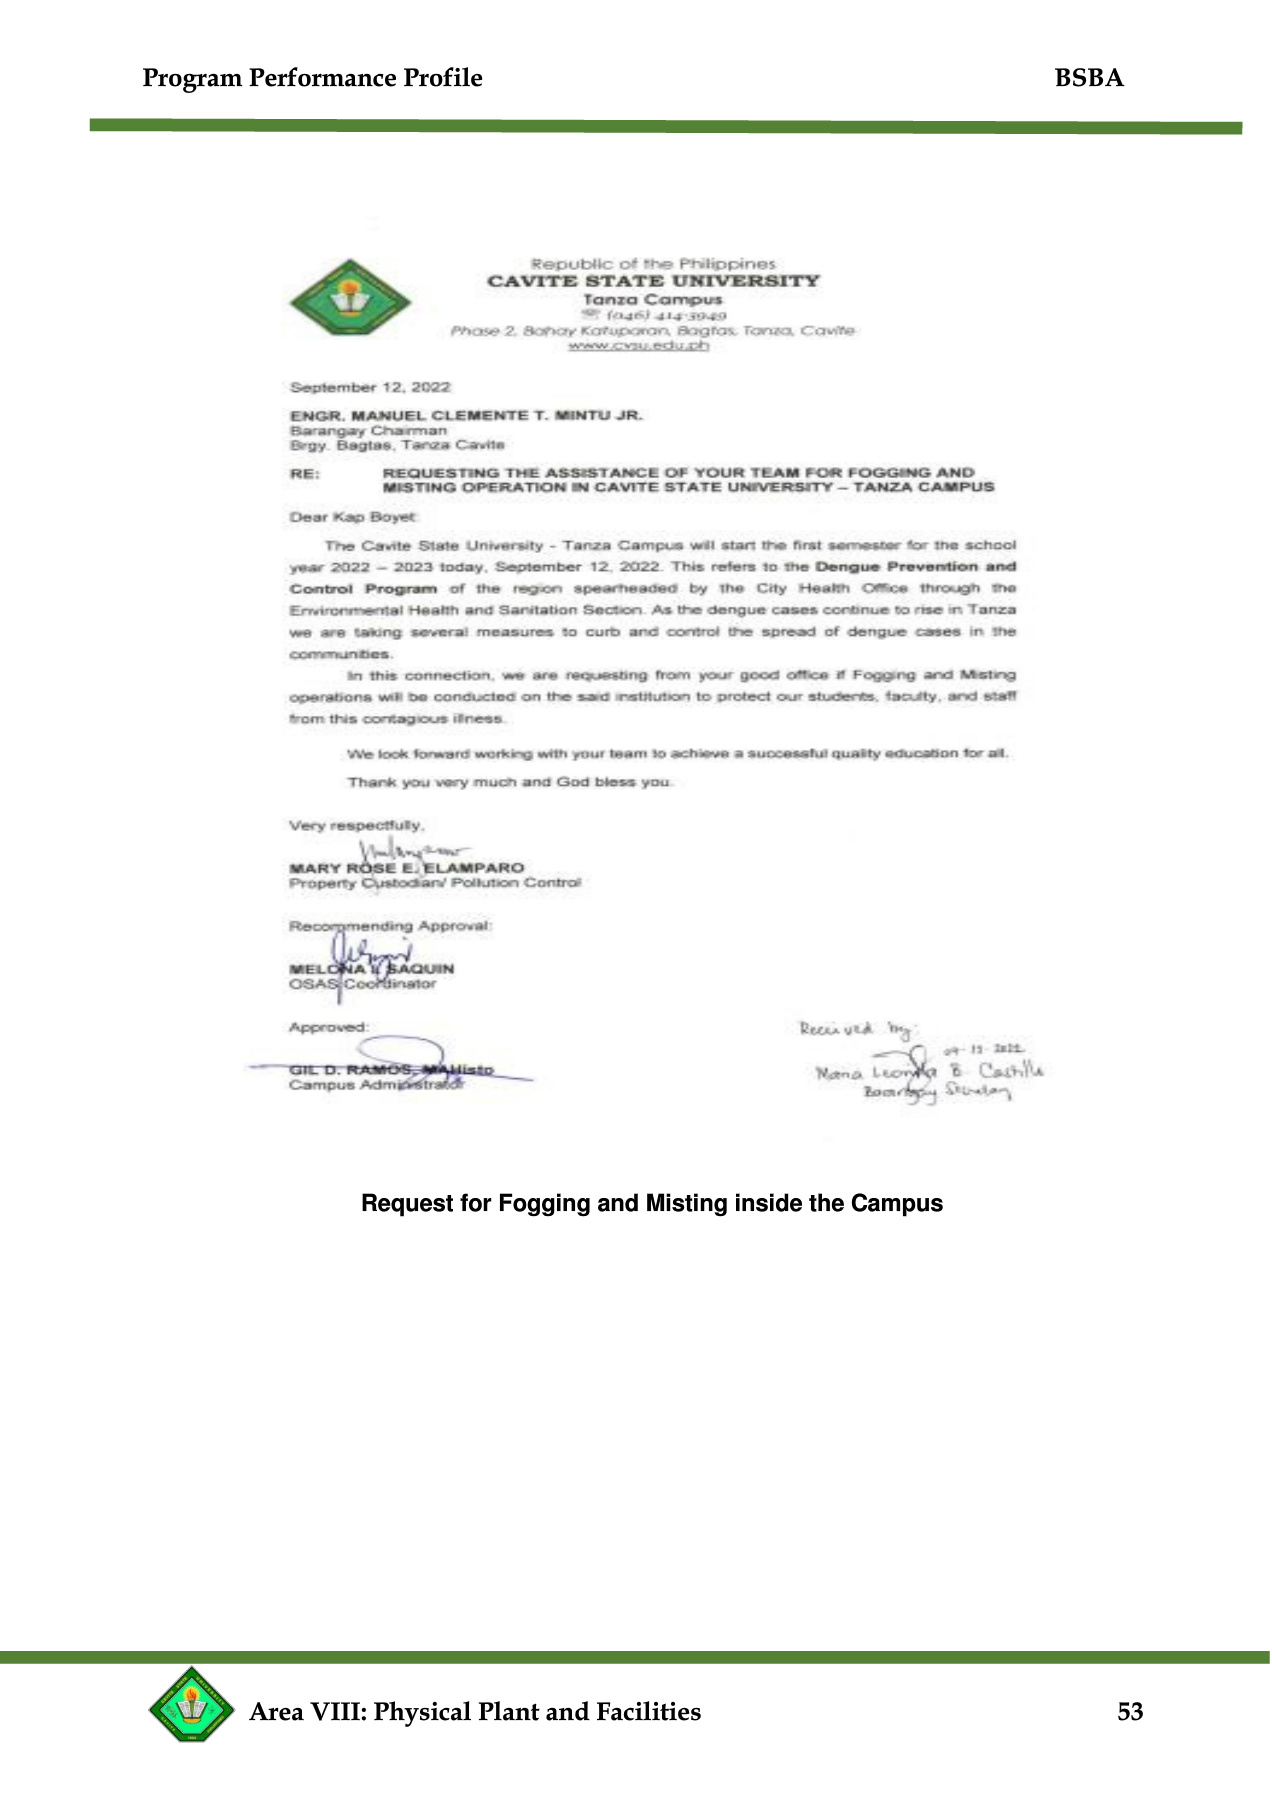 Program Performance Profile BSBA
Republic of the Philippines
CAVITE STATE UNIVERSITY
Tanza Campus
☏ (046) 414-3949
Phase 2, Bahay Katuparan, Bagtas, Tanza, Cavite
www.cvsu.edu.ph
September 12, 2022
ENGR. MANUEL CLEMENTE T. MINTU JR.
Barangay Chairman
Brgy. Bagtas, Tanza Cavite
RE: REQUESTING THE ASSISTANCE OF YOUR TEAM FOR FOGGING AND
MISTING OPERATION IN CAVITE STATE UNIVERSITY – TANZA CAMPUS
Dear Kap Boyet:
The Cavite State University - Tanza Campus will start the first semester for the school
year 2022 – 2023 today, September 12, 2022. This refers to the Dengue Prevention and
Control Program of the region spearheaded by the City Health Office through the
Environmental Health and Sanitation Section. As the dengue cases continue to rise in Tanza
we are taking several measures to curb and control the spread of dengue cases in the
communities.
In this connection, we are requesting from your good office if Fogging and Misting
operations will be conducted on the said institution to protect our students, faculty, and staff
from this contagious illness.
We look forward working with your team to achieve a successful quality education for all.
Thank you very much and God bless you.
Very respectfully,
MARY ROSE E. ELAMPARO
Property Custodian/ Pollution Control
Recommending Approval:
MELONA I. SAQUIN
OSAS Coordinator
Approved:
GIL D. RAMOS, MAHisto
Campus Administrator
Received by:
B. Castillo
Barangay Secretary
Request for Fogging and Misting inside the Campus
Area VIII: Physical Plant and Facilities 53